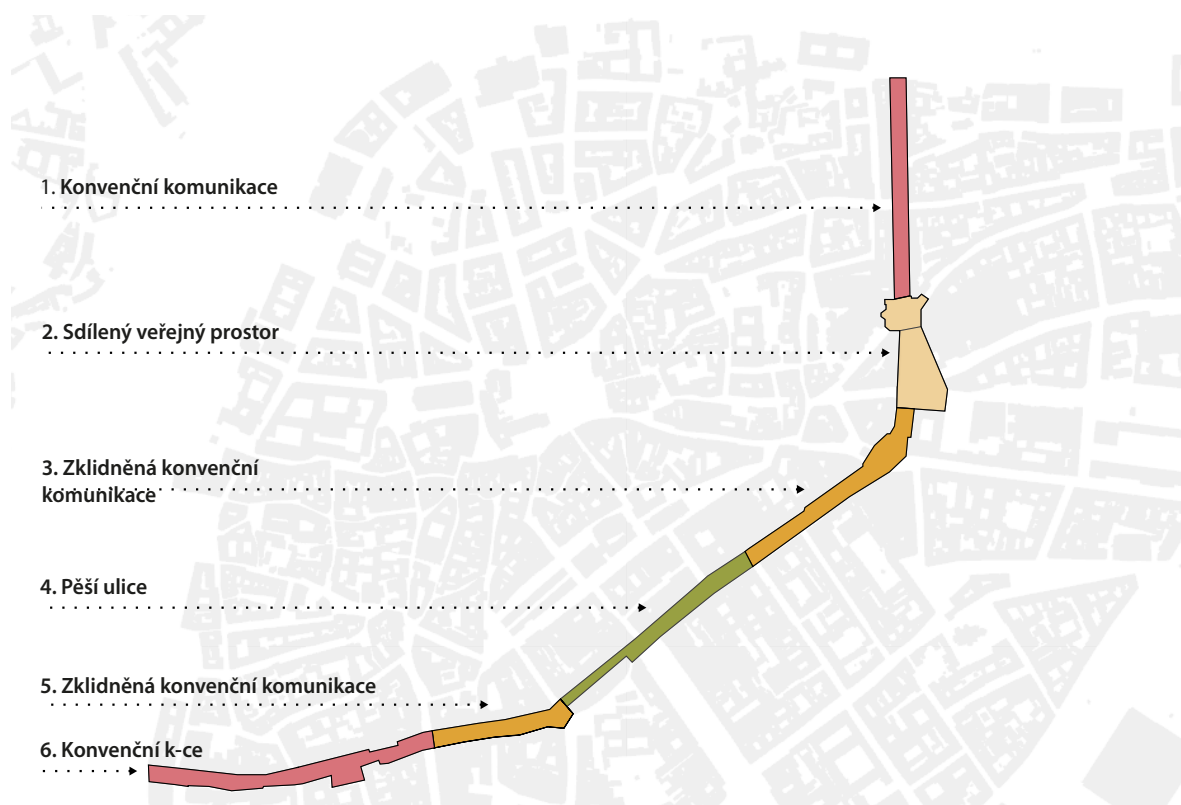 1. Konvenční komunikace
2. Sdílený veřejný prostor
3. Zklidněná konvenční
komunikace
4. Pěší ulice
5. Zklidněná konvenční komunikace
6. Konvenční k-ce